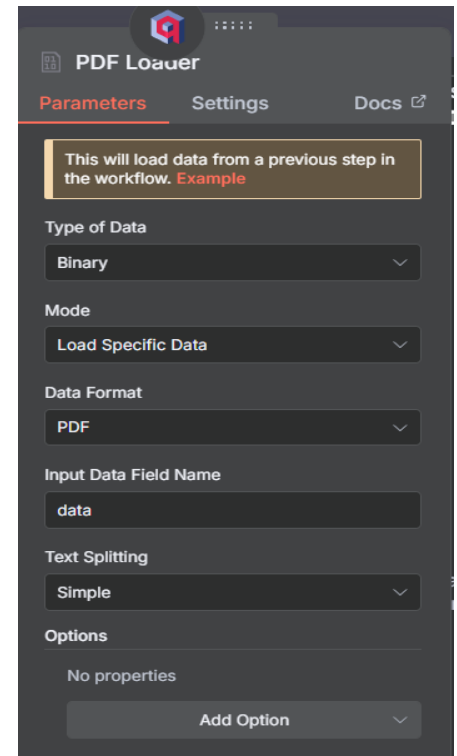 PDF Loader
Parameters Settings Docs
This will load data from a previous step in
the workflow. Example
Type of Data
Binary
Mode
Load Specific Data
Data Format
PDF
Input Data Field Name
data
Text Splitting
Simple
Options
No properties
Add Option